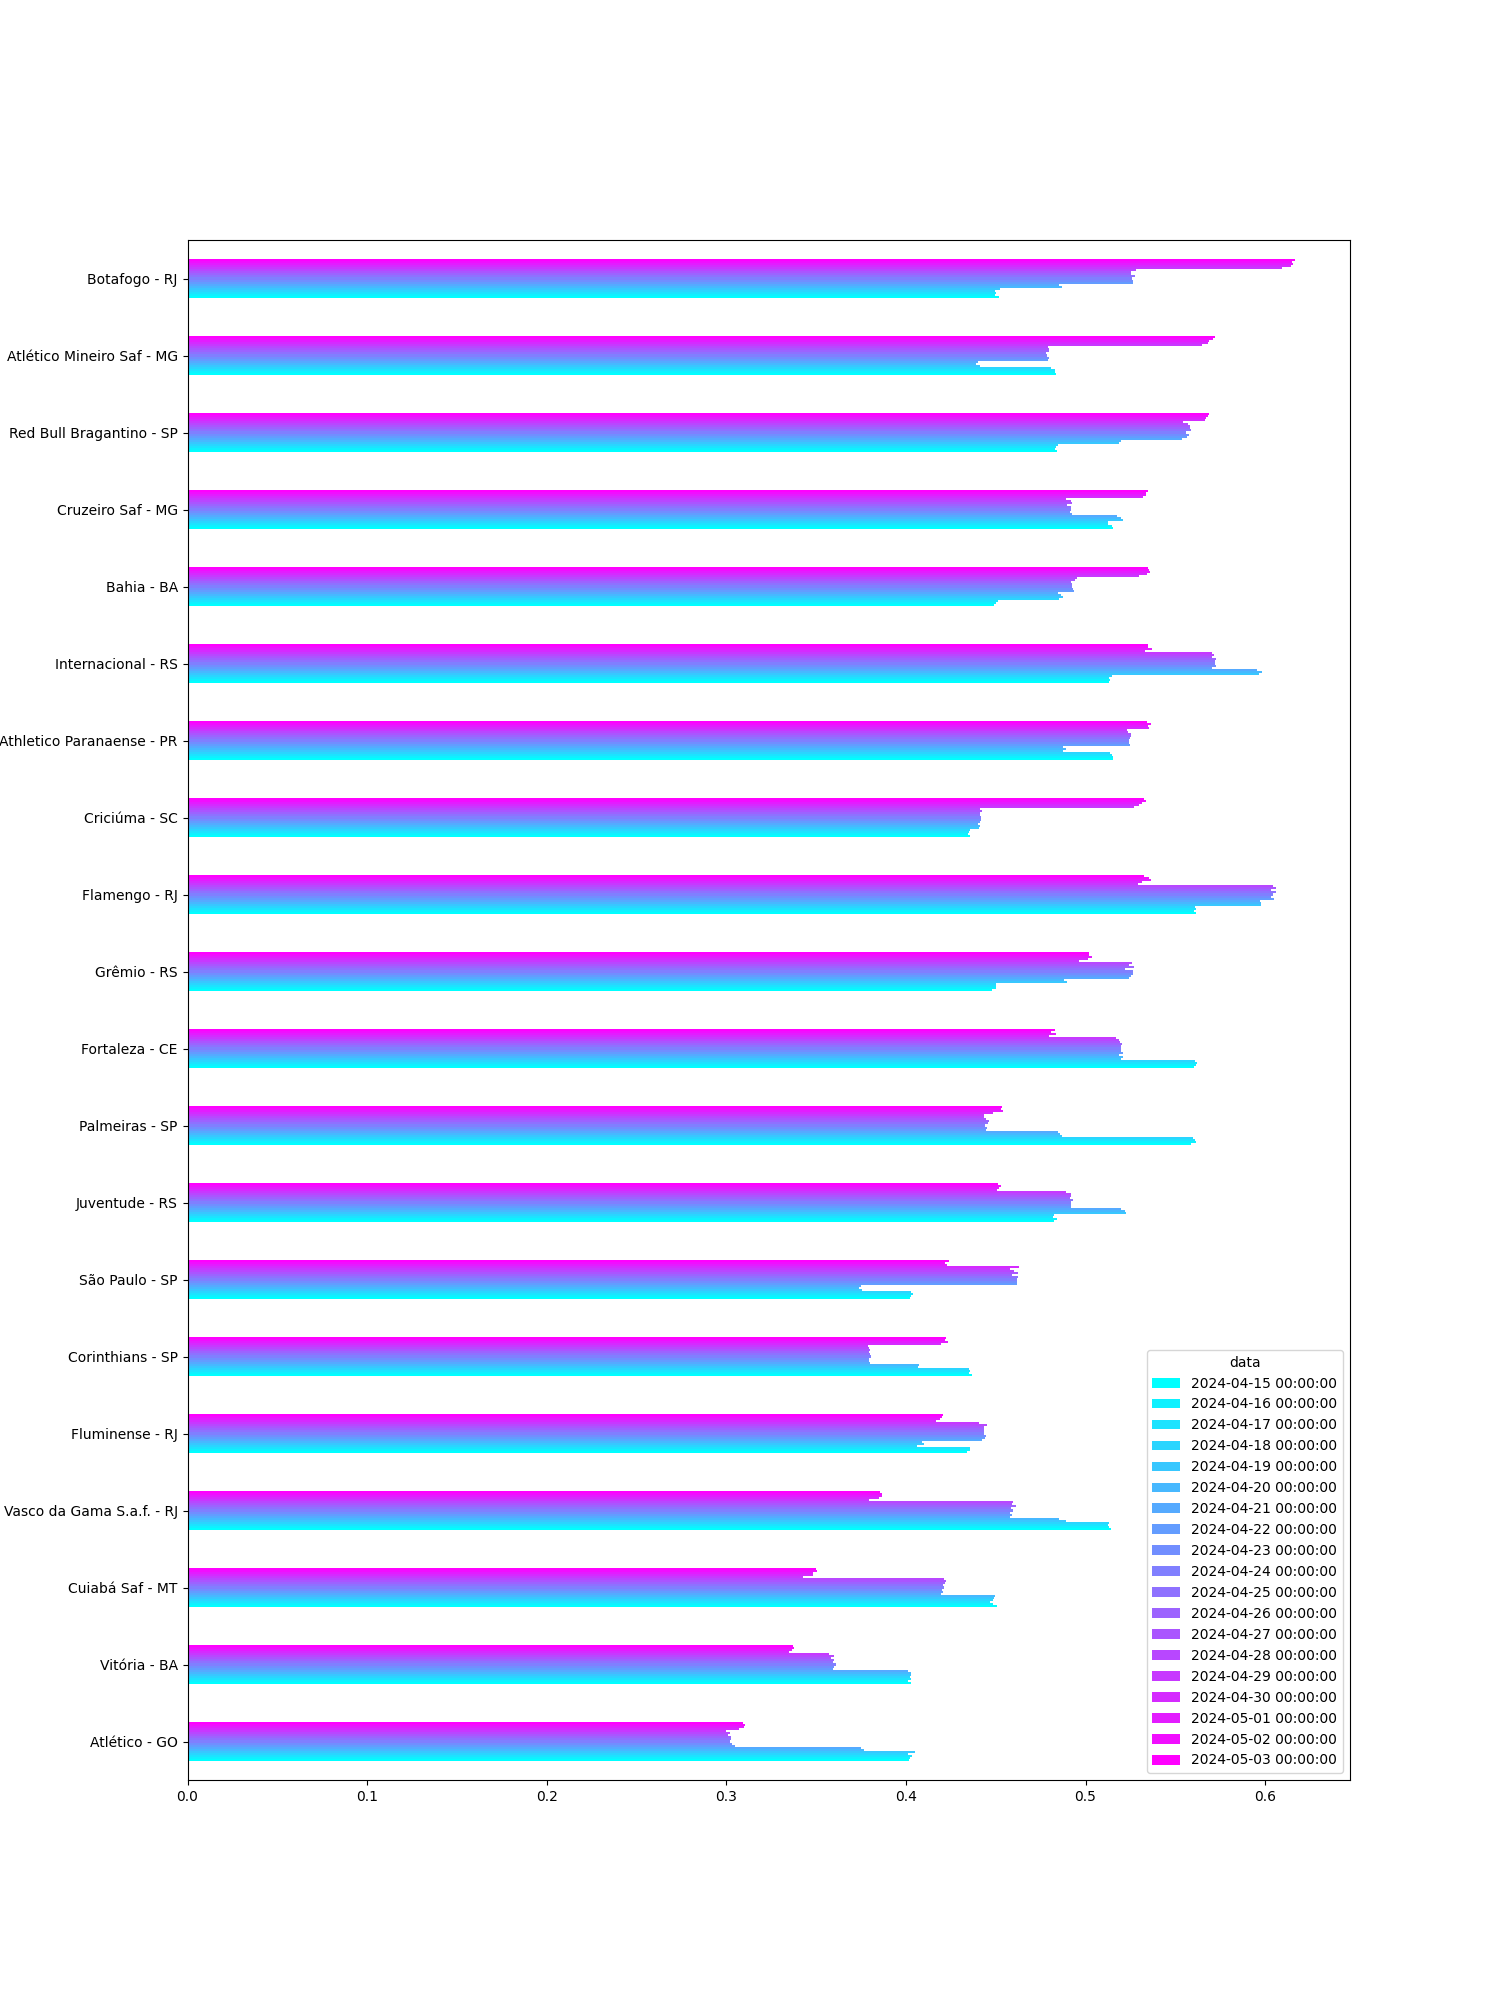 Botafogo - RJ
Atlético Mineiro Saf - MG
Red Bull Bragantino - SP
Cruzeiro Saf - MG
Bahia - BA
Internacional - RS
Athletico Paranaense - PR
Criciúma - SC
Flamengo - RJ
Grêmio - RS
Fortaleza - CE
Palmeiras - SP
Juventude - RS
São Paulo - SP
Corinthians - SP
Fluminense - RJ
Vasco da Gama S.a.f. - RJ
Cuiabá Saf - MT
Vitória - BA
Atlético - GO
0.0 0.1 0.2 0.3 0.4 0.5 0.6
data
2024-04-15 00:00:00
2024-04-16 00:00:00
2024-04-17 00:00:00
2024-04-18 00:00:00
2024-04-19 00:00:00
2024-04-20 00:00:00
2024-04-21 00:00:00
2024-04-22 00:00:00
2024-04-23 00:00:00
2024-04-24 00:00:00
2024-04-25 00:00:00
2024-04-26 00:00:00
2024-04-27 00:00:00
2024-04-28 00:00:00
2024-04-29 00:00:00
2024-04-30 00:00:00
2024-05-01 00:00:00
2024-05-02 00:00:00
2024-05-03 00:00:00